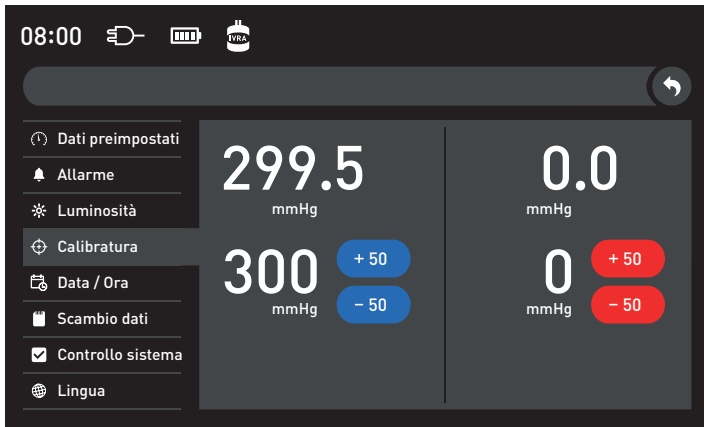 08:00
IVRA
Dati preimpostati
Allarme
Luminosità
Calibratura
Data / Ora
Scambio dati
Controllo sistema
Lingua
299.5
mmHg
300
mmHg
+ 50
− 50
0.0
mmHg
0
mmHg
+ 50
− 50